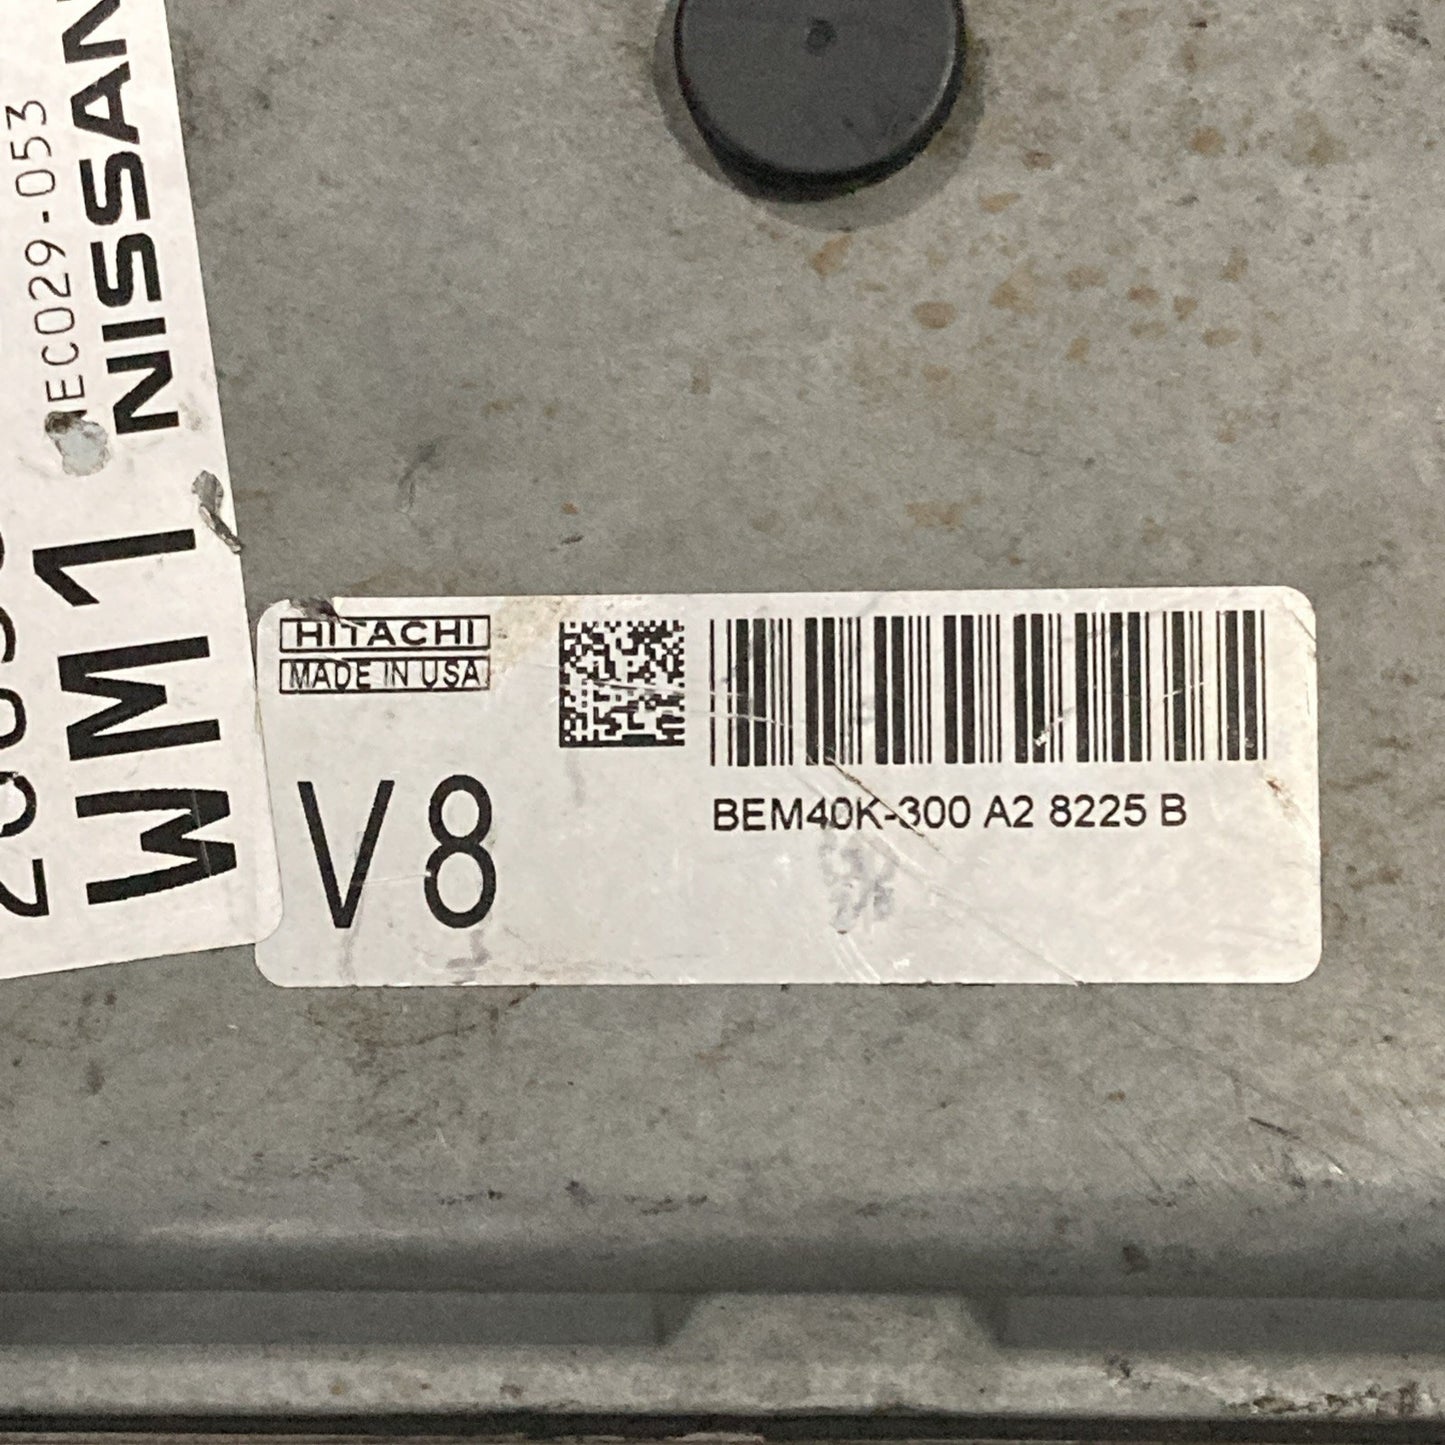 NISSAN
EC029-053
WM1
HITACHI
MADE IN USA
V8
BEM40K-300 A2 8225 B